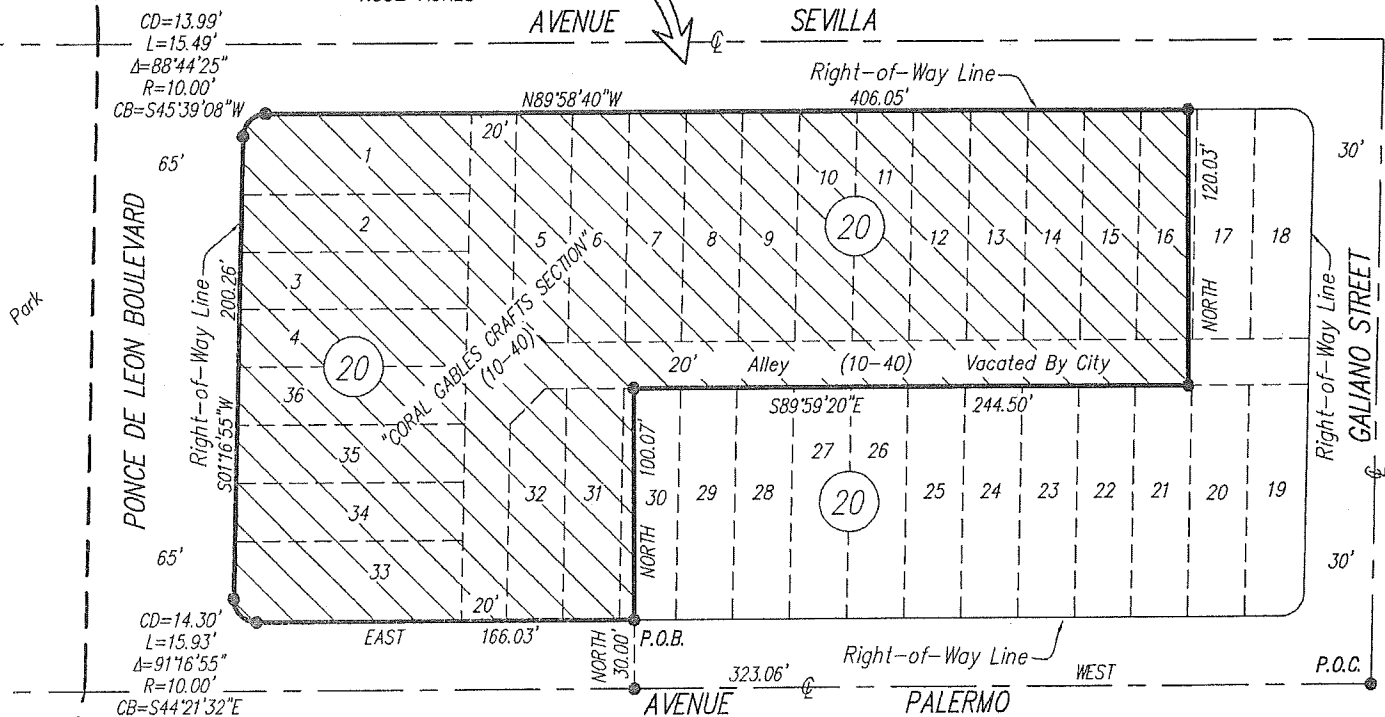 AVENUE SEVILLA
℄
CD=13.99'
L=15.49'
Δ=88°44'25"
R=10.00'
CB=S45°39'08"W
Right-of-Way Line
N89°58'40"W 406.05'
65'
20'
30'
1
2
3
4
36
35
34
33
5
6
7
8
9
10
11
12
13
14
15
16
17
18
20
20
120.03'
NORTH
Park
PONCE DE LEON BOULEVARD
Right-of-Way Line
200.26'
S01°16'55"W
"CORAL GABLES CRAFTS SECTION"
(10-40)
20' Alley (10-40) Vacated By City
S89°59'20"E 244.50'
Right-of-Way Line
GALIANO STREET
℄
100.07'
NORTH
32
31
30
29
28
27
26
20
25
24
23
22
21
20
19
65'
20'
30'
CD=14.30'
L=15.93'
Δ=91°16'55"
R=10.00'
CB=S44°21'32"E
EAST 166.03'
P.O.B.
NORTH
30.00'
Right-of-Way Line
323.06' ℄ WEST
P.O.C.
AVENUE PALERMO